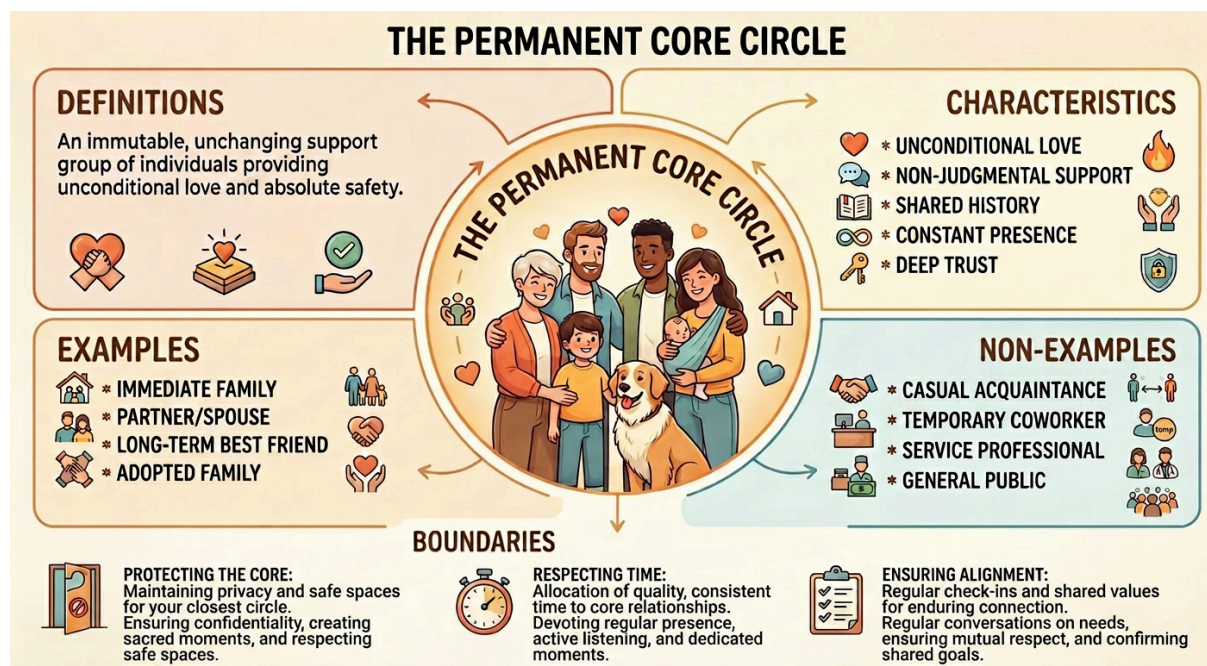 THE PERMANENT CORE CIRCLE
DEFINITIONS
An immutable, unchanging support
group of individuals providing
unconditional love and absolute safety.
CHARACTERISTICS
* UNCONDITIONAL LOVE
* NON-JUDGMENTAL SUPPORT
* SHARED HISTORY
* CONSTANT PRESENCE
* DEEP TRUST
THE PERMANENT CORE CIRCLE
EXAMPLES
* IMMEDIATE FAMILY
* PARTNER/SPOUSE
* LONG-TERM BEST FRIEND
* ADOPTED FAMILY
NON-EXAMPLES
* CASUAL ACQUAINTANCE
* TEMPORARY COWORKER
* SERVICE PROFESSIONAL
* GENERAL PUBLIC
tomp
BOUNDARIES
PROTECTING THE CORE:
Maintaining privacy and safe spaces
for your closest circle.
Ensuring confidentiality, creating
sacred moments, and respecting
safe spaces.
RESPECTING TIME:
Allocation of quality, consistent
time to core relationships.
Devoting regular presence,
active listening, and dedicated
moments.
ENSURING ALIGNMENT:
Regular check-ins and shared values
for enduring connection.
Regular conversations on needs,
ensuring mutual respect, and confirming
shared goals.